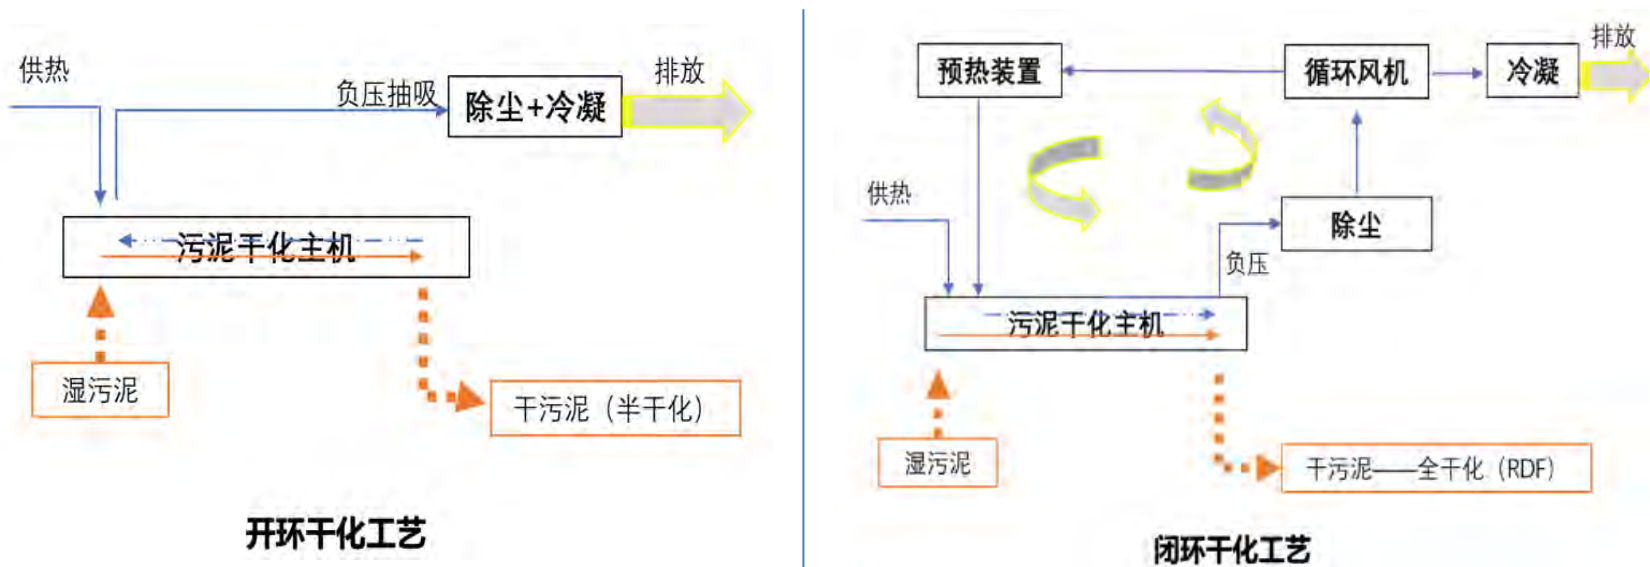 供热
负压抽吸
除尘+冷凝
排放
污泥干化主机
湿污泥
干污泥（半干化）
开环干化工艺
预热装置
循环风机
冷凝
排放
供热
除尘
负压
污泥干化主机
湿污泥
干污泥——全干化（RDF）
闭环干化工艺